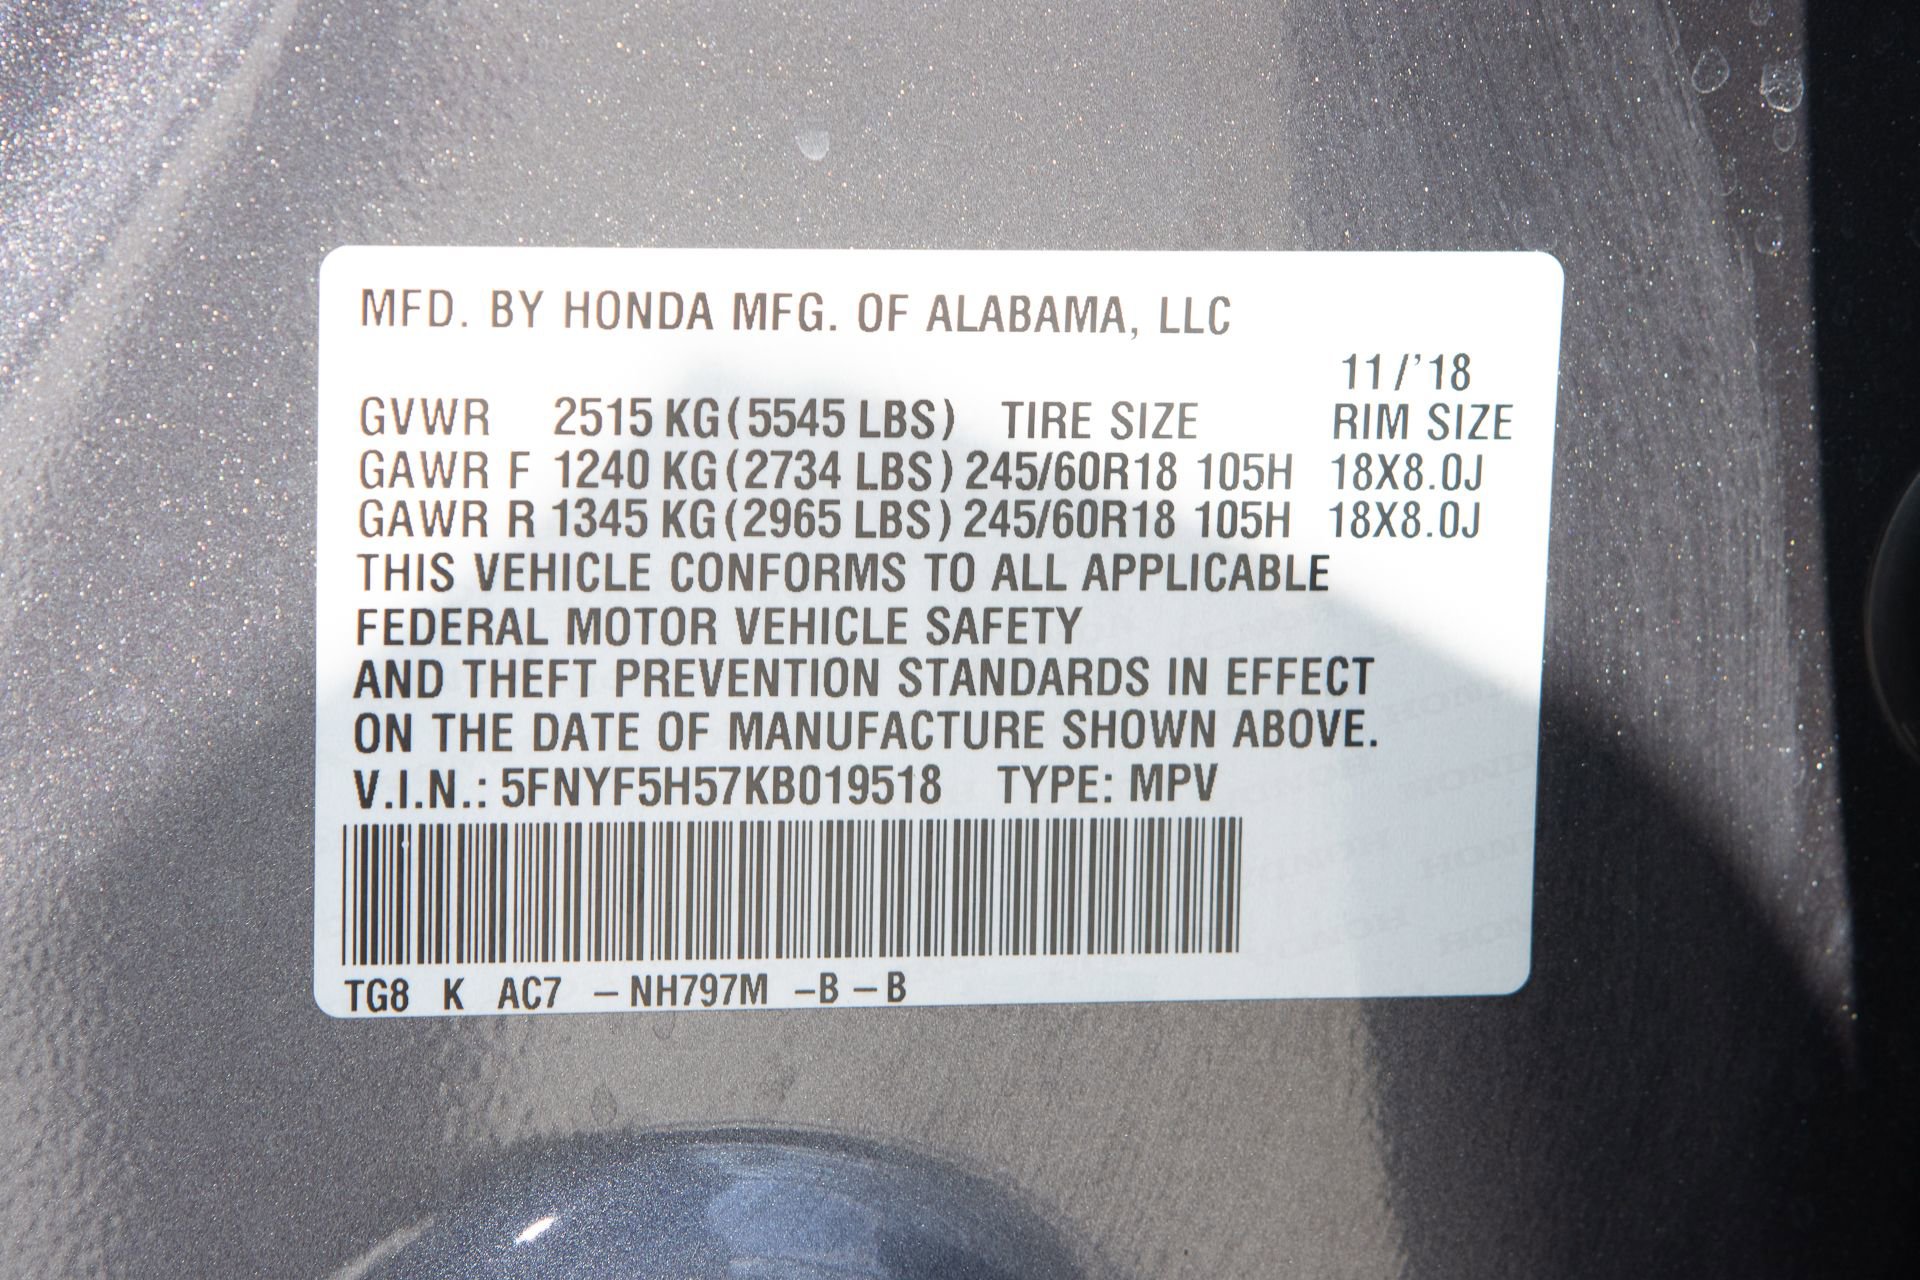 MFD. BY HONDA MFG. OF ALABAMA, LLC
11/'18
GVWR 2515 KG (5545 LBS) TIRE SIZE RIM SIZE
GAWR F 1240 KG (2734 LBS) 245/60R18 105H 18X8.0J
GAWR R 1345 KG (2965 LBS) 245/60R18 105H 18X8.0J
THIS VEHICLE CONFORMS TO ALL APPLICABLE
FEDERAL MOTOR VEHICLE SAFETY
AND THEFT PREVENTION STANDARDS IN EFFECT
ON THE DATE OF MANUFACTURE SHOWN ABOVE.
V.I.N.: 5FNYF5H57KB019518 TYPE: MPV
TG8 K AC7 – NH797M – B – B